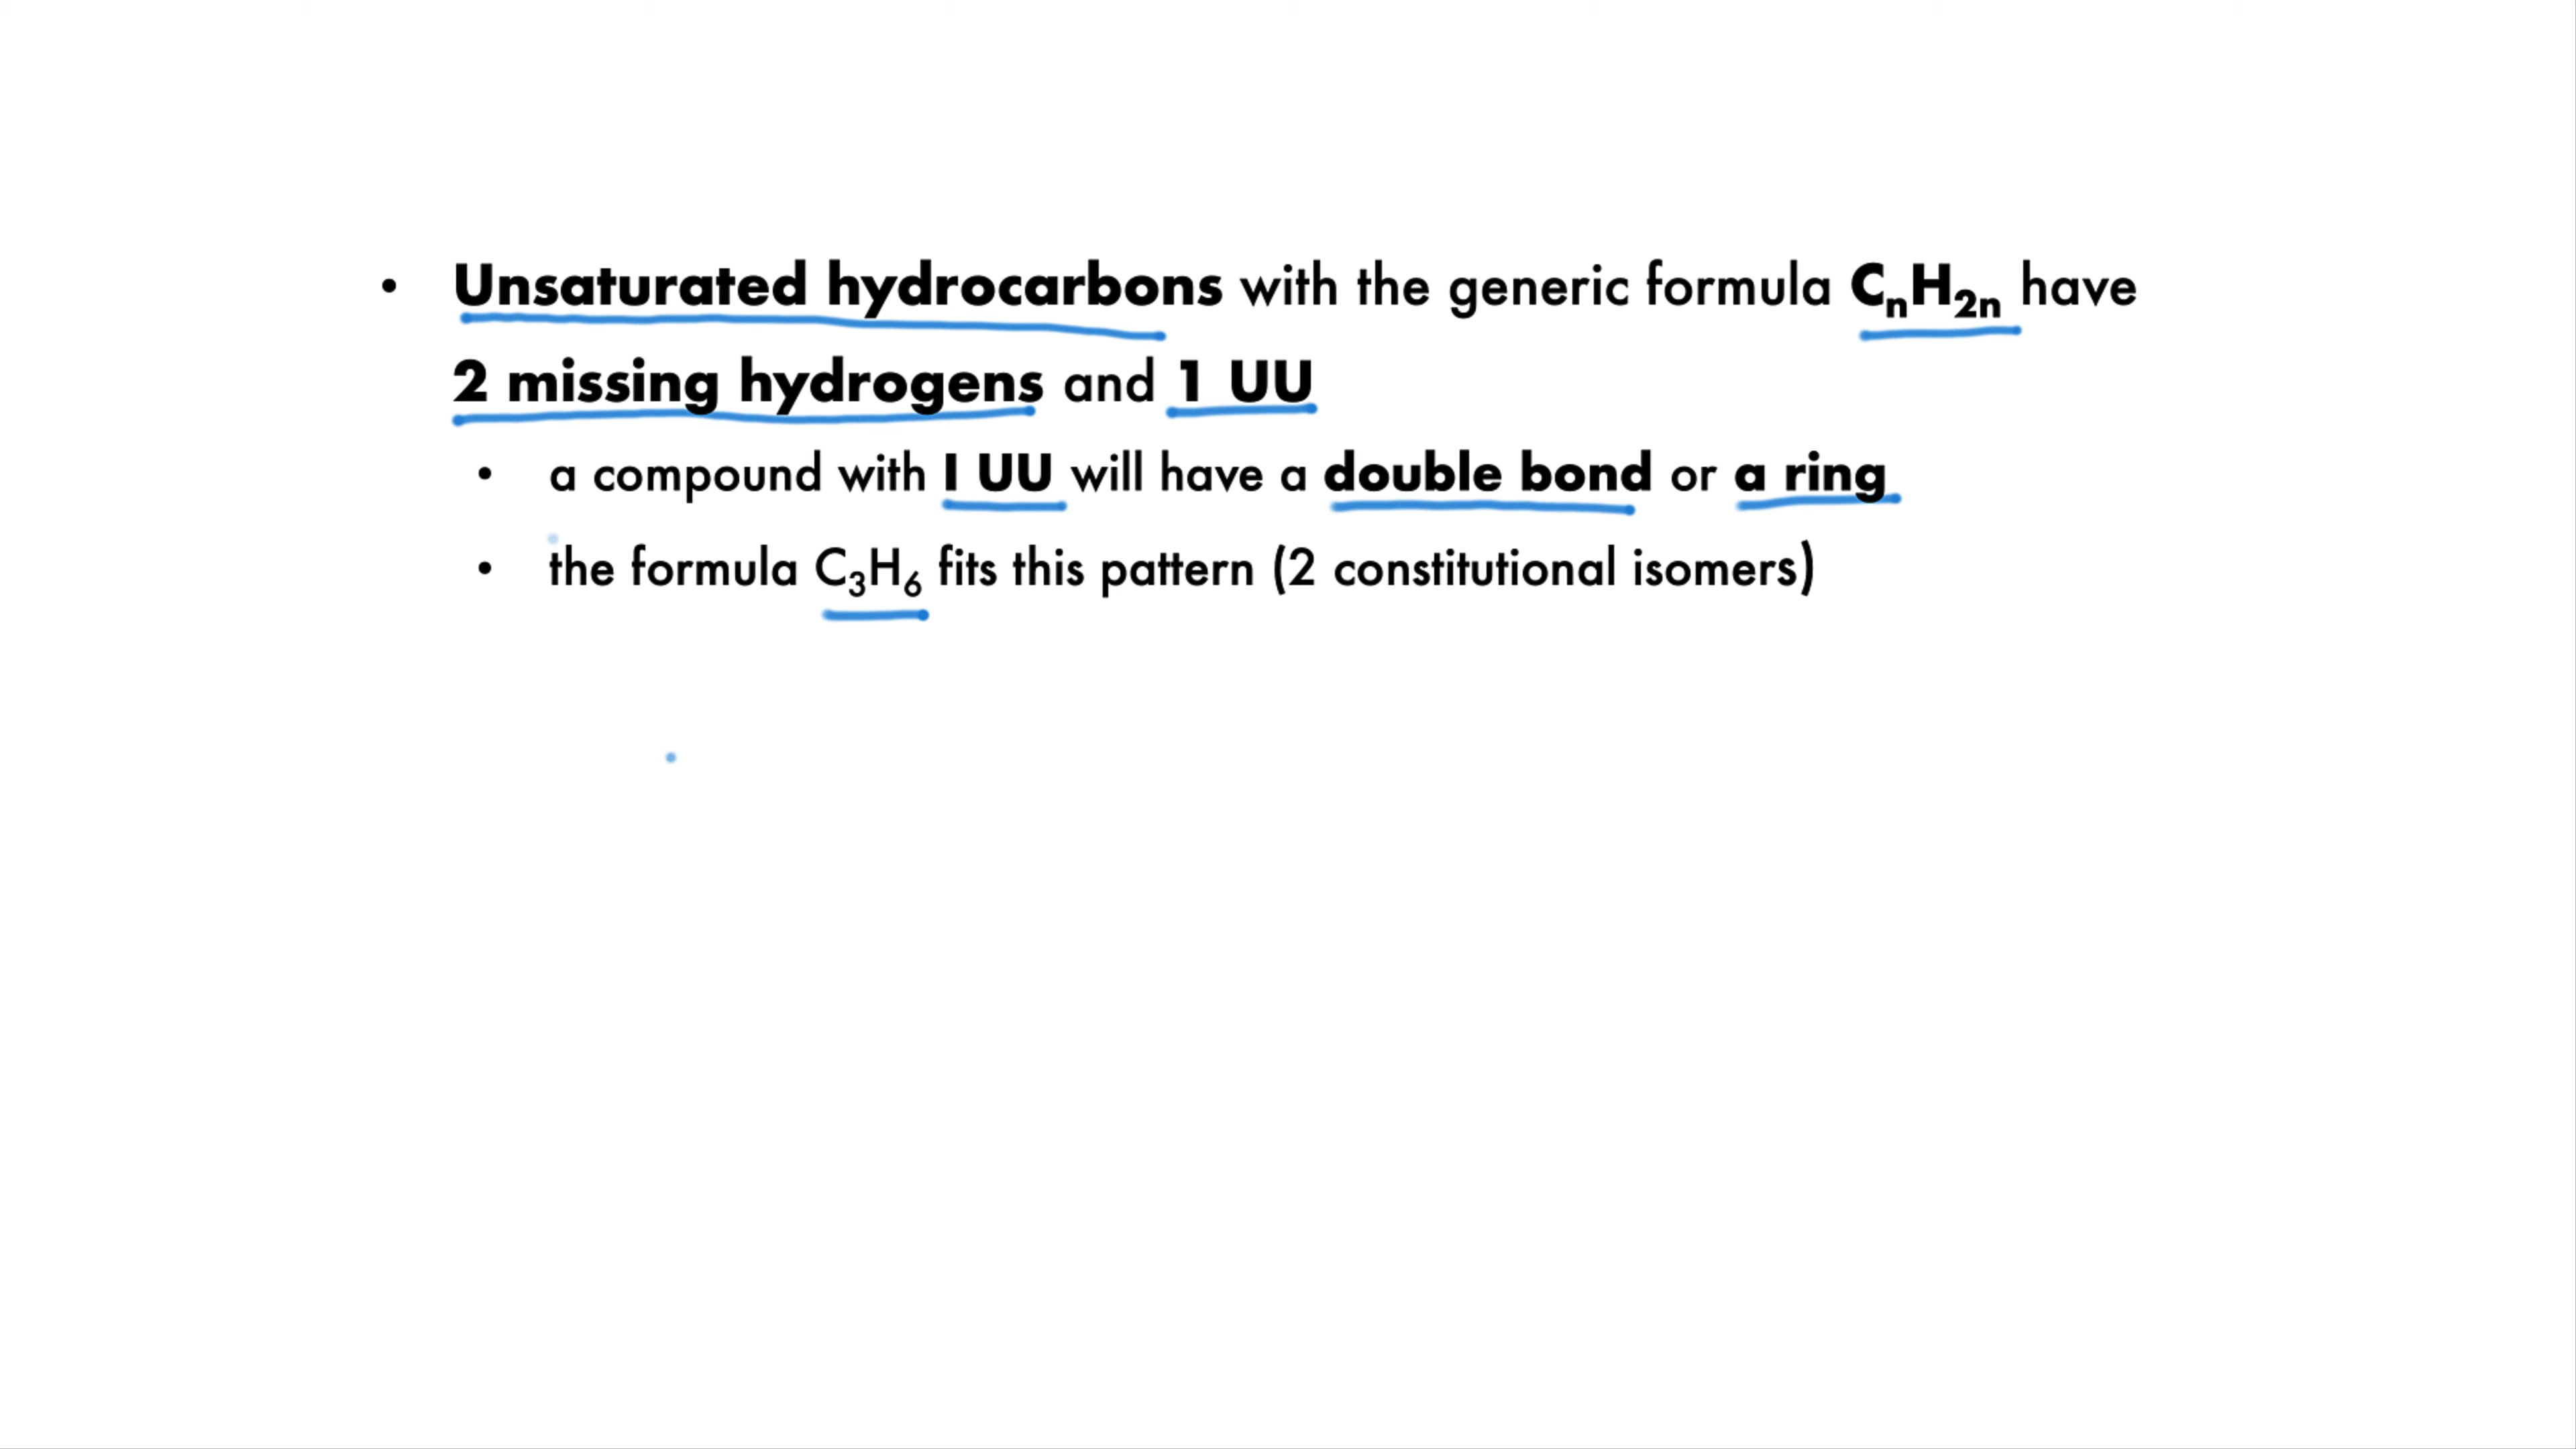 • Unsaturated hydrocarbons with the generic formula CₙH₂ₙ have
2 missing hydrogens and 1 UU
• a compound with I UU will have a double bond or a ring
• the formula C₃H₆ fits this pattern (2 constitutional isomers)